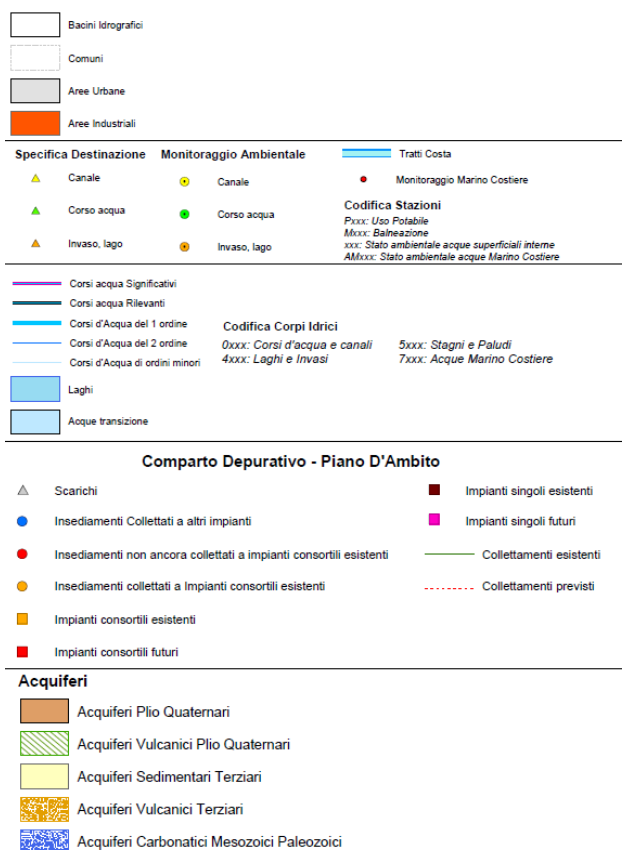 Bacini Idrografici
Comuni
Aree Urbane
Aree Industriali
Specifica Destinazione
Canale
Corso acqua
Invaso, lago
Monitoraggio Ambientale
Canale
Corso acqua
Invaso, lago
Tratti Costa
Monitoraggio Marino Costiere
Codifica Stazioni
Pxxx: Uso Potabile
Mxxx: Balneazione
xxx: Stato ambientale acque superficiali interne
AMxxx: Stato ambientale acque Marino Costiere
Corsi acqua Significativi
Corsi acqua Rilevanti
Corsi d'Acqua del 1 ordine
Corsi d'Acqua del 2 ordine
Corsi d'Acqua di ordini minori
Laghi
Acque transizione
Codifica Corpi Idrici
0xxx: Corsi d'acqua e canali
4xxx: Laghi e Invasi
5xxx: Stagni e Paludi
7xxx: Acque Marino Costiere
Comparto Depurativo - Piano D'Ambito
Scarichi
Insediamenti Collettati a altri impianti
Insediamenti non ancora collettati a impianti consortili esistenti
Insediamenti collettati a Impianti consortili esistenti
Impianti consortili esistenti
Impianti consortili futuri
Impianti singoli esistenti
Impianti singoli futuri
Collettamenti esistenti
Collettamenti previsti
Acquiferi
Acquiferi Plio Quaternari
Acquiferi Vulcanici Plio Quaternari
Acquiferi Sedimentari Terziari
Acquiferi Vulcanici Terziari
Acquiferi Carbonatici Mesozoici Paleozoici